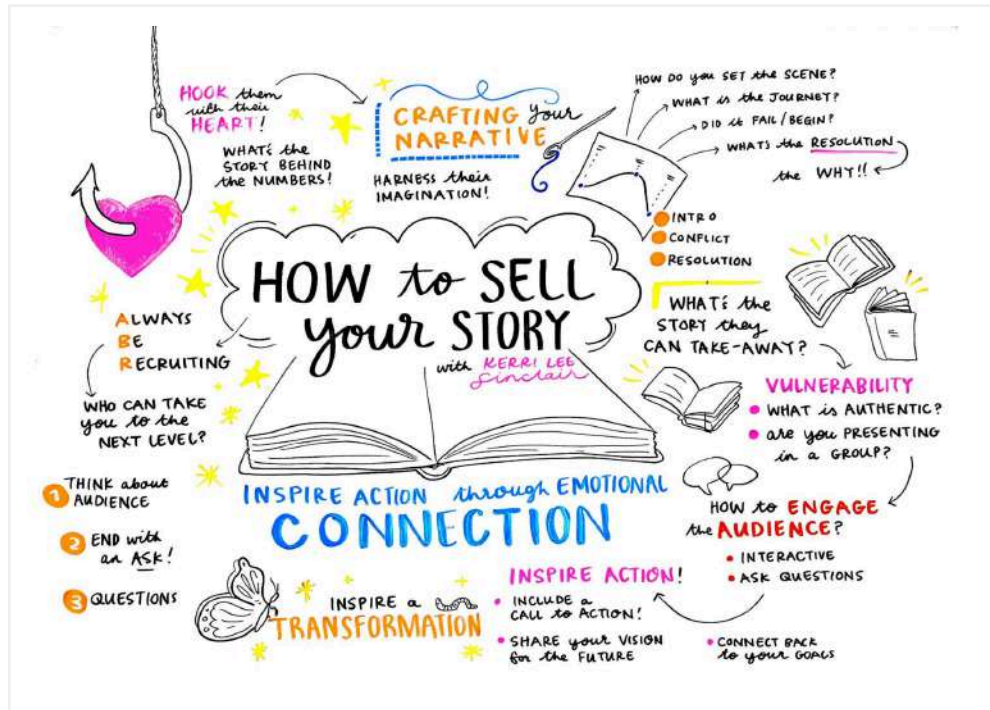 HOW to SELL
your STORY
with KERRI LEE
Sinclair
HOOK them
with their
HEART!
WHAT'S the
STORY BEHIND
the NUMBERS!
CRAFTING your
NARRATIVE
HARNESS their
IMAGINATION!
HOW DO you SET the SCENE?
WHAT is the JOURNEY?
DID it FAIL/BEGIN?
WHAT'S the RESOLUTION
the WHY!!
INTRO
CONFLICT
RESOLUTION
WHAT'S the
STORY they
CAN TAKE-AWAY?
VULNERABILITY
WHAT is AUTHENTIC?
are you PRESENTING
in a GROUP?
HOW to ENGAGE
the AUDIENCE?
INTERACTIVE
ASK QUESTIONS
CONNECT BACK
to your GOALS
INSPIRE ACTION!
INCLUDE a
CALL to ACTION!
SHARE your VISION
for the FUTURE
INSPIRE ACTION through EMOTIONAL
CONNECTION
INSPIRE a
TRANSFORMATION
ALWAYS
BE
RECRUITING
WHO CAN TAKE
you to the
NEXT LEVEL?
1 THINK about
AUDIENCE
2 END with
an ASK!
3 QUESTIONS